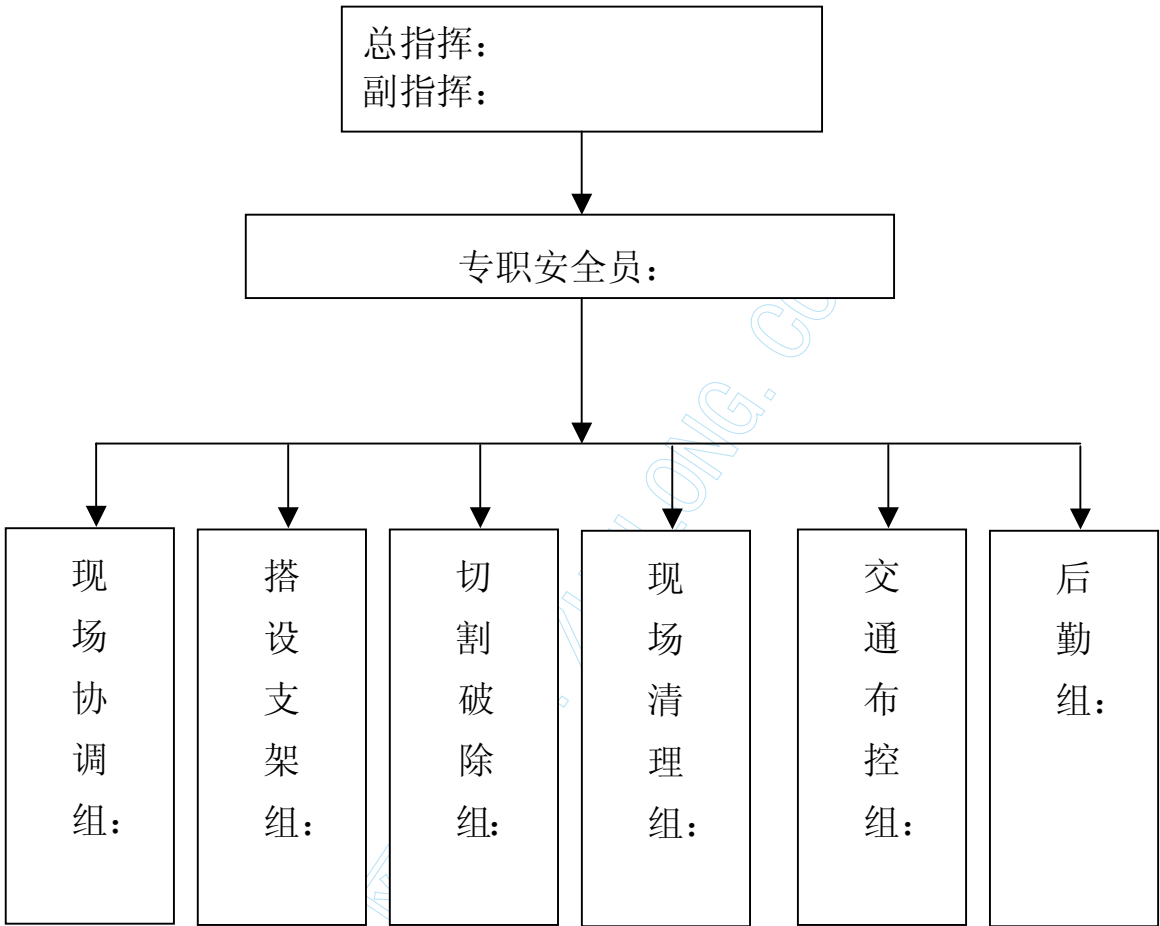 总指挥：
副指挥：
专职安全员：
现场协调组：
搭设支架组：
切割破除组：
现场清理组：
交通布控组：
后勤组：